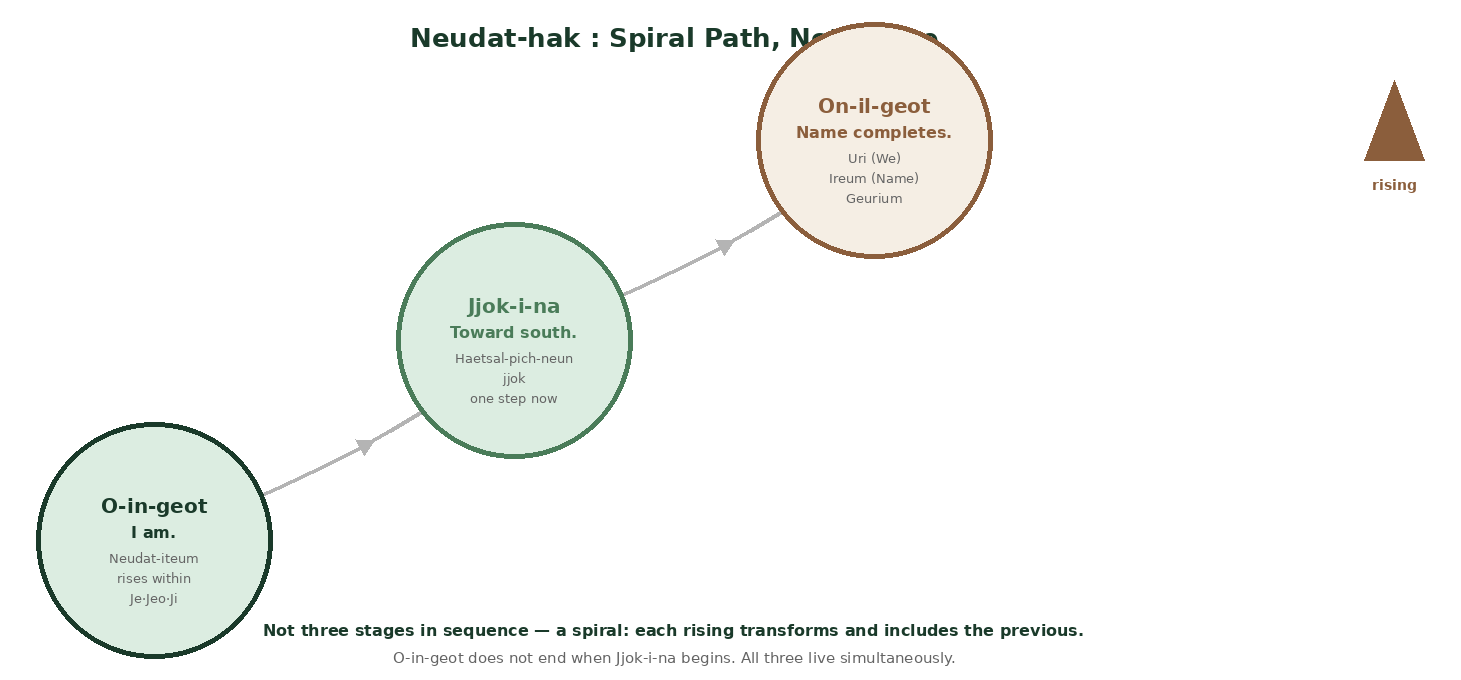 Neudat-hak : Spiral Path,
On-il-geot
Name completes.
Uri (We)
Ireum (Name)
Geurium
rising
Jjok-i-na
Toward south.
Haetsal-pich-neun
jjok
one step now
O-in-geot
I am.
Neudat-iteum
rises within
Je·Jeo·Ji
Not three stages in sequence — a spiral: each rising transforms and includes the previous.
O-in-geot does not end when Jjok-i-na begins. All three live simultaneously.